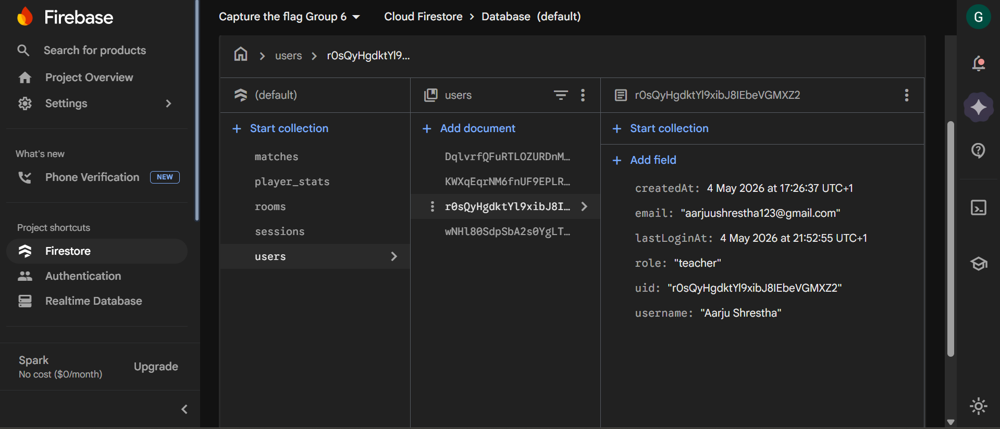 Firebase
Search for products
Project Overview
Settings
What's new
Phone Verification NEW
Project shortcuts
Firestore
Authentication
Realtime Database
Spark
No cost ($0/month)
Upgrade
Capture the flag Group 6
Cloud Firestore > Database (default)
G
users > r0sQyHgdktYl9...
(default)
Start collection
matches
player_stats
rooms
sessions
users
users
Add document
DqlvrfQFuRTLOZURDnM…
KWXqEqrNM6fnUF9EPLR…
r0sQyHgdktYl9xibJ8I…
wNHl80SdpSbA2s0YgLT…
r0sQyHgdktYl9xibJ8IEbeVGMXZ2
Start collection
Add field
createdAt: 4 May 2026 at 17:26:37 UTC+1
email: "aarjuushrestha123@gmail.com"
lastLoginAt: 4 May 2026 at 21:52:55 UTC+1
role: "teacher"
uid: "r0sQyHgdktYl9xibJ8IEbeVGMXZ2"
username: "Aarju Shrestha"